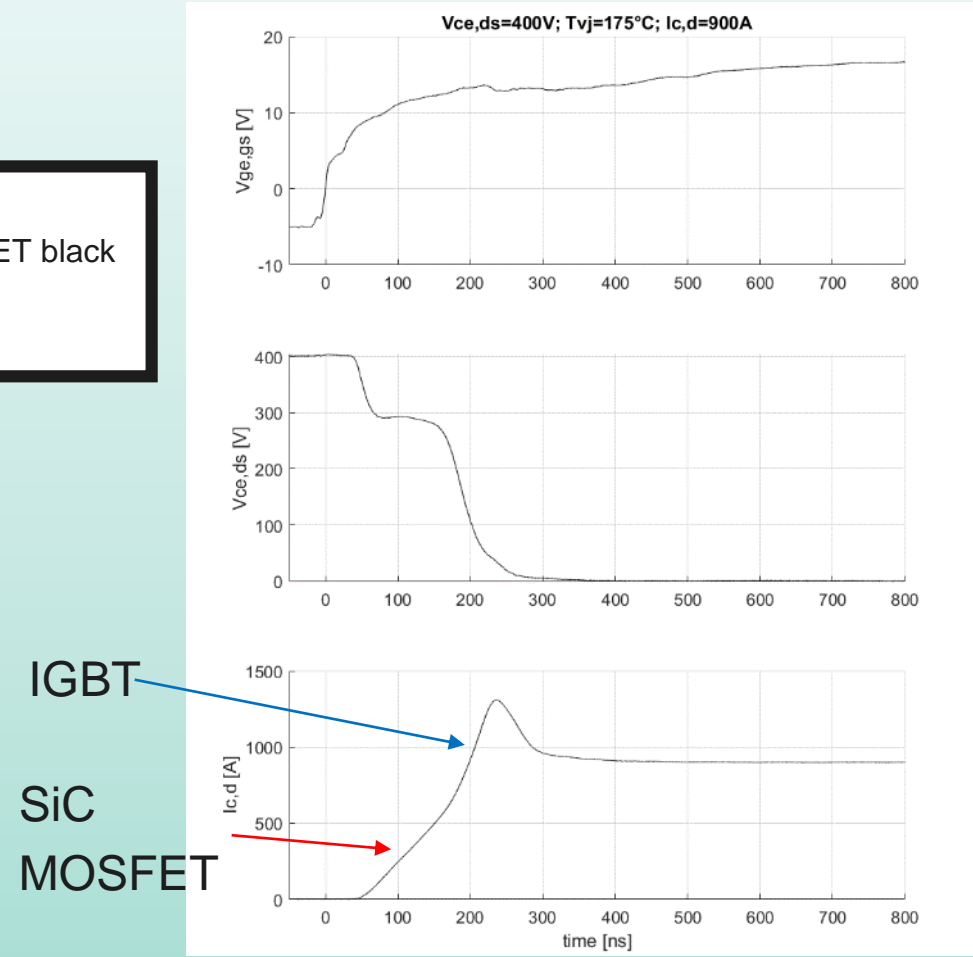 Vce,ds=400V; Tvj=175°C; Ic,d=900A
20
10
0
-10
Vge,gs [V]
0 100 200 300 400 500 600 700 800
ET black
400
300
200
100
0
Vce,ds [V]
0 100 200 300 400 500 600 700 800
IGBT
SiC
MOSFET
1500
1000
500
0
Ic,d [A]
0 100 200 300 400 500 600 700 800
time [ns]